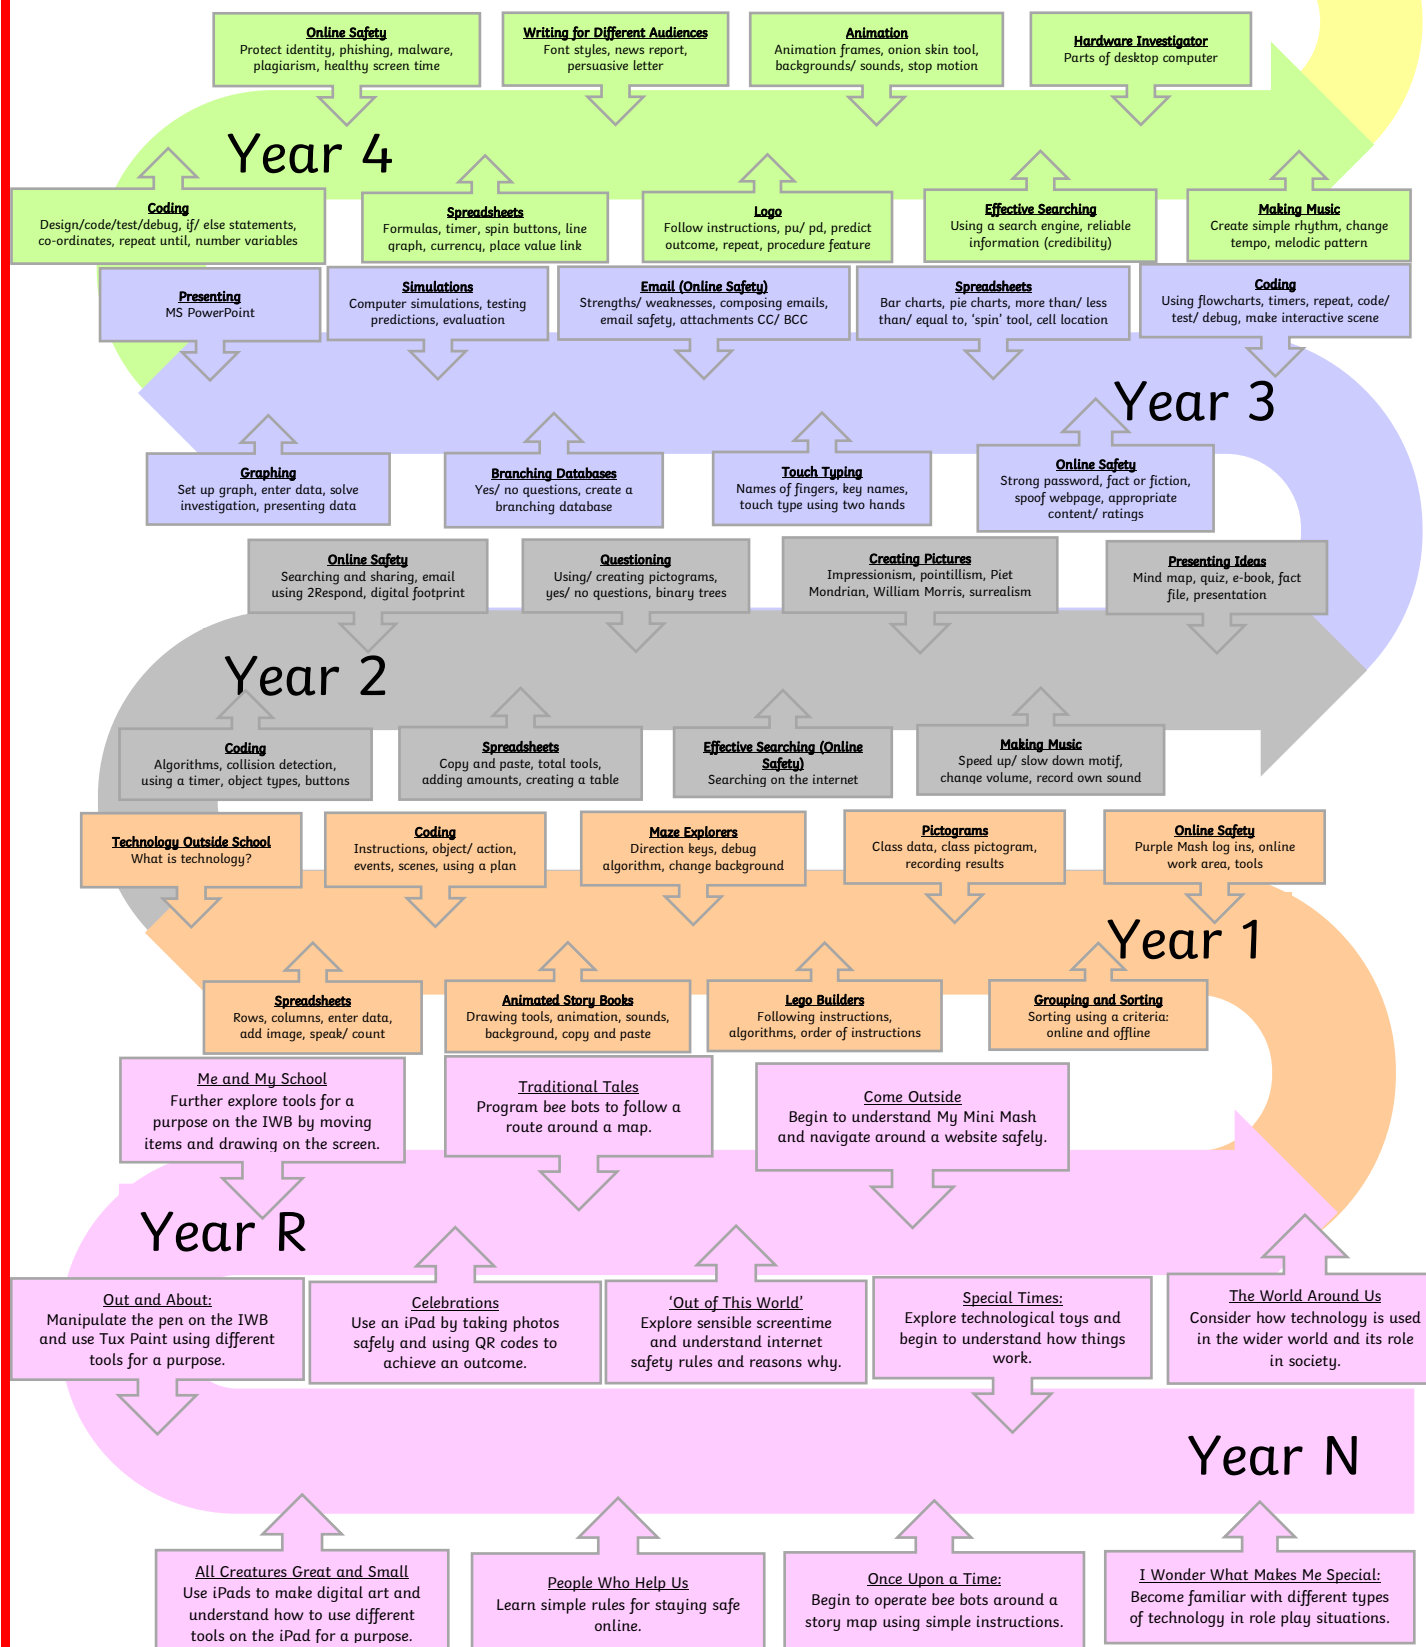 Online Safety
Protect identity, phishing, malware,
plagiarism, healthy screen time
Writing for Different Audiences
Font styles, news report,
persuasive letter
Animation
Animation frames, onion skin tool,
backgrounds/ sounds, stop motion
Hardware Investigator
Parts of desktop computer
Year 4
Coding
Design/code/test/debug, if/ else statements,
co-ordinates, repeat until, number variables
Spreadsheets
Formulas, timer, spin buttons, line
graph, currency, place value link
Logo
Follow instructions, pu/ pd, predict
outcome, repeat, procedure feature
Effective Searching
Using a search engine, reliable
information (credibility)
Making Music
Create simple rhythm, change
tempo, melodic pattern
Presenting
MS PowerPoint
Simulations
Computer simulations, testing
predictions, evaluation
Email (Online Safety)
Strengths/ weaknesses, composing emails,
email safety, attachments CC/ BCC
Spreadsheets
Bar charts, pie charts, more than/ less
than/ equal to, ‘spin’ tool, cell location
Coding
Using flowcharts, timers, repeat, code/
test/ debug, make interactive scene
Year 3
Graphing
Set up graph, enter data, solve
investigation, presenting data
Branching Databases
Yes/ no questions, create a
branching database
Touch Typing
Names of fingers, key names,
touch type using two hands
Online Safety
Strong password, fact or fiction,
spoof webpage, appropriate
content/ ratings
Online Safety
Searching and sharing, email
using 2Respond, digital footprint
Questioning
Using/ creating pictograms,
yes/ no questions, binary trees
Creating Pictures
Impressionism, pointillism, Piet
Mondrian, William Morris, surrealism
Presenting Ideas
Mind map, quiz, e-book, fact
file, presentation
Year 2
Coding
Algorithms, collision detection,
using a timer, object types, buttons
Spreadsheets
Copy and paste, total tools,
adding amounts, creating a table
Effective Searching (Online
Safety)
Searching on the internet
Making Music
Speed up/ slow down motif,
change volume, record own sound
Technology Outside School
What is technology?
Coding
Instructions, object/ action,
events, scenes, using a plan
Maze Explorers
Direction keys, debug
algorithm, change background
Pictograms
Class data, class pictogram,
recording results
Online Safety
Purple Mash log ins, online
work area, tools
Year 1
Spreadsheets
Rows, columns, enter data,
add image, speak/ count
Animated Story Books
Drawing tools, animation, sounds,
background, copy and paste
Lego Builders
Following instructions,
algorithms, order of instructions
Grouping and Sorting
Sorting using a criteria:
online and offline
Me and My School
Further explore tools for a
purpose on the IWB by moving
items and drawing on the screen.
Traditional Tales
Program bee bots to follow a
route around a map.
Come Outside
Begin to understand My Mini Mash
and navigate around a website safely.
Year R
Out and About:
Manipulate the pen on the IWB
and use Tux Paint using different
tools for a purpose.
Celebrations
Use an iPad by taking photos
safely and using QR codes to
achieve an outcome.
‘Out of This World’
Explore sensible screentime
and understand internet
safety rules and reasons why.
Special Times:
Explore technological toys and
begin to understand how things
work.
The World Around Us
Consider how technology is used
in the wider world and its role
in society.
Year N
All Creatures Great and Small
Use iPads to make digital art and
understand how to use different
tools on the iPad for a purpose.
People Who Help Us
Learn simple rules for staying safe
online.
Once Upon a Time:
Begin to operate bee bots around a
story map using simple instructions.
I Wonder What Makes Me Special:
Become familiar with different types
of technology in role play situations.